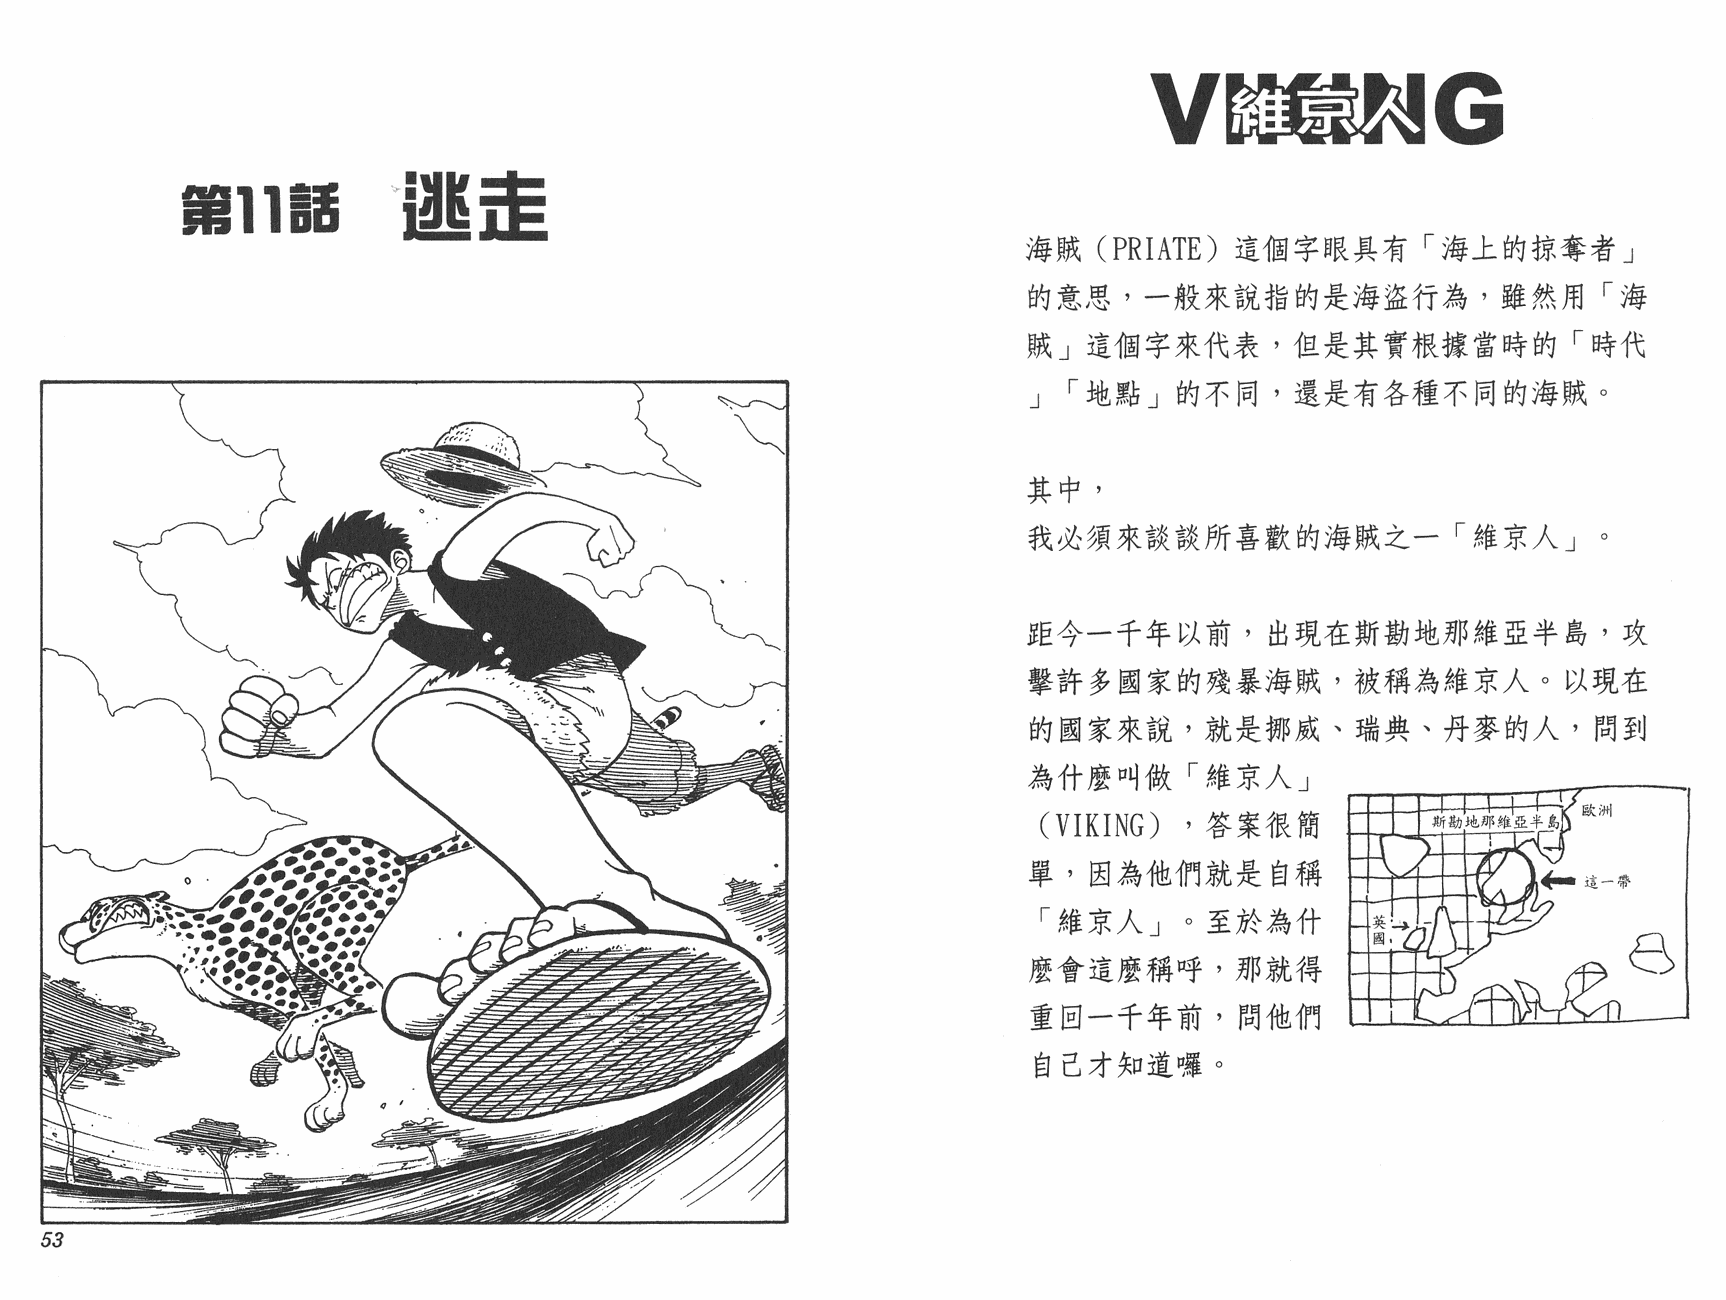 VIKING
維京人
海賊（PRIATE）這個字眼具有「海上的掠奪者」
的意思，一般來說指的是海盜行為，雖然用「海
賊」這個字來代表，但是其實根據當時的「時代
」「地點」的不同，還是有各種不同的海賊。
其中，
我必須來談談所喜歡的海賊之一「維京人」。
距今一千年以前，出現在斯勘地那維亞半島，攻
擊許多國家的殘暴海賊，被稱為維京人。以現在
的國家來說，就是挪威、瑞典、丹麥的人，問到
為什麼叫做「維京人」
（VIKING），答案很簡
單，因為他們就是自稱
「維京人」。至於為什
麼會這麼稱呼，那就得
重回一千年前，問他們
自己才知道囉。
歐洲
斯勘地那維亞半島
這一帶
英國
第11話 逃走
53